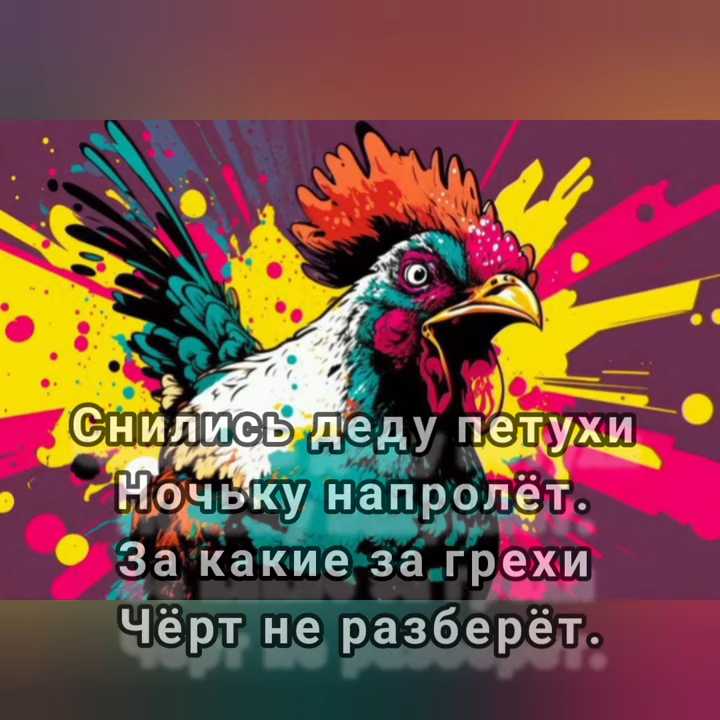 Снились деду петухи
Ночьку напролёт.
За какие за грехи
Чёрт не разберёт.